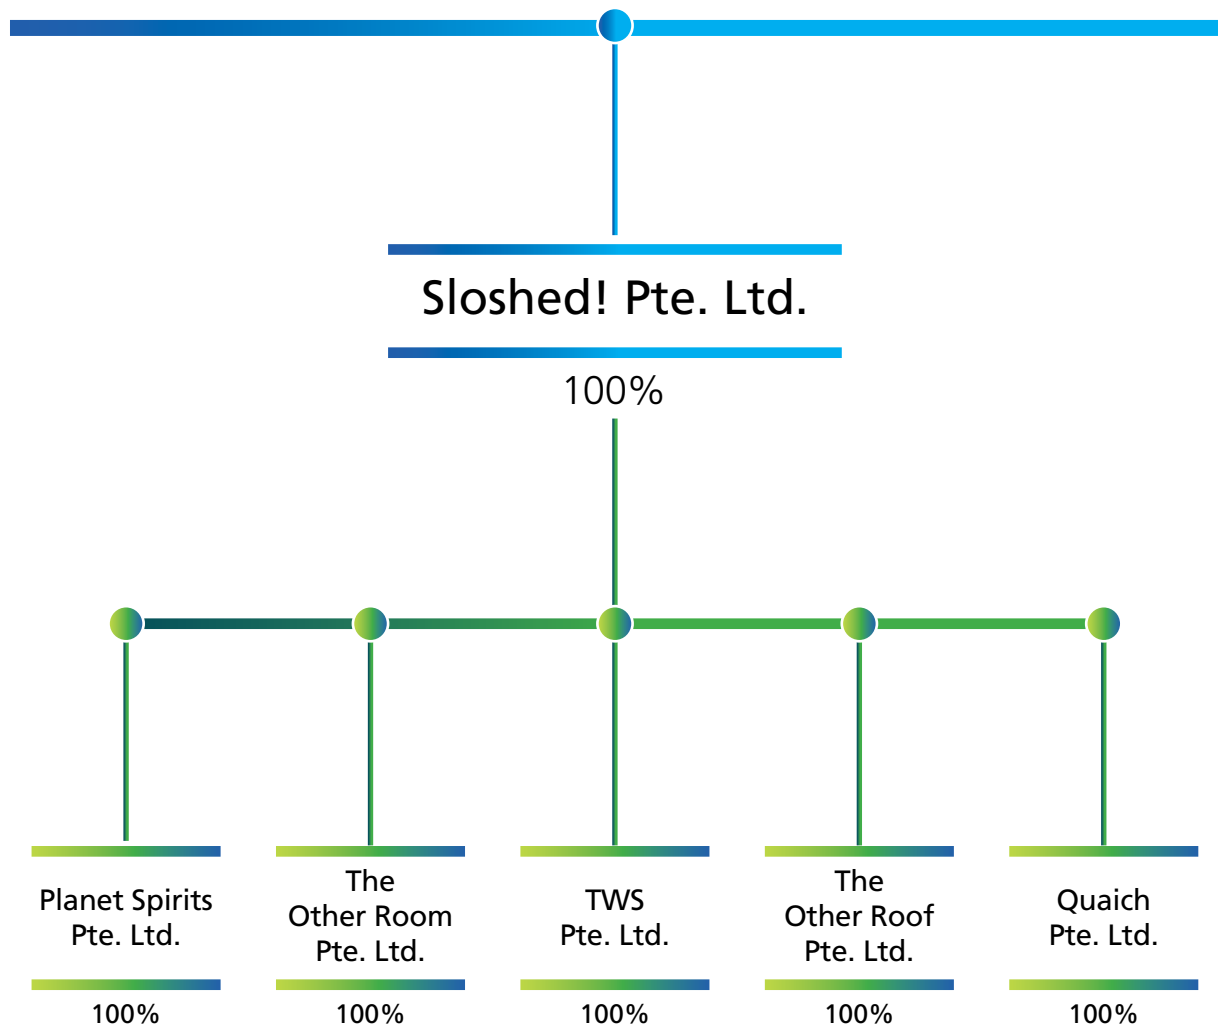 Sloshed! Pte. Ltd.
100%
Planet Spirits
Pte. Ltd.
100%
The
Other Room
Pte. Ltd.
100%
TWS
Pte. Ltd.
100%
The
Other Roof
Pte. Ltd.
100%
Quaich
Pte. Ltd.
100%